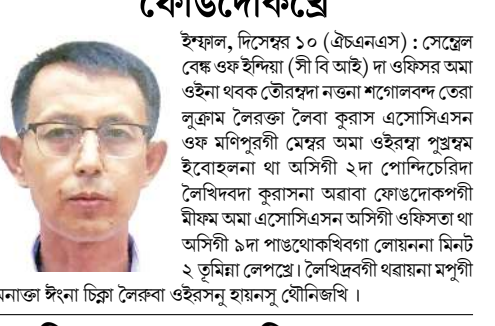 ফোঙদোকখ্রে
ইম্ফাল, দিসেম্বর ১০ (ঐচএনএস) : সেন্ত্রেল
বেঙ্ক ওফ ইন্দিয়া (সী বি আই) দা ওফিসর অমা
ওইনা থবক তৌরম্বদা নত্তনা শগোলবন্দ তেরা
লুক্রাম লৈরক্তা লৈবা কুরাস এসোসিএসন
ওফ মণিপুরগী মেম্বর অমা ওইরম্বা পুখ্রম্বম
ইবোহলনা থা অসিগী ২দা পোন্দিচেরিদা
লৈখিদবদা কুরাসনা অৱাবা ফোঙদোকপগী
মীফম অমা এসোসিএসন অসিগী ওফিসতা থা
অসিগী ৯দা পাঙথোকখিবগা লোয়ননা মিনট
২ তূমিন্না লেপখ্রে। লৈখিদ্রবগী থৱায়না মপুগী
মনাক্তা ঈংনা চিক্না লৈরুবা ওইরসনু হায়নসু থৌনিজখি ।